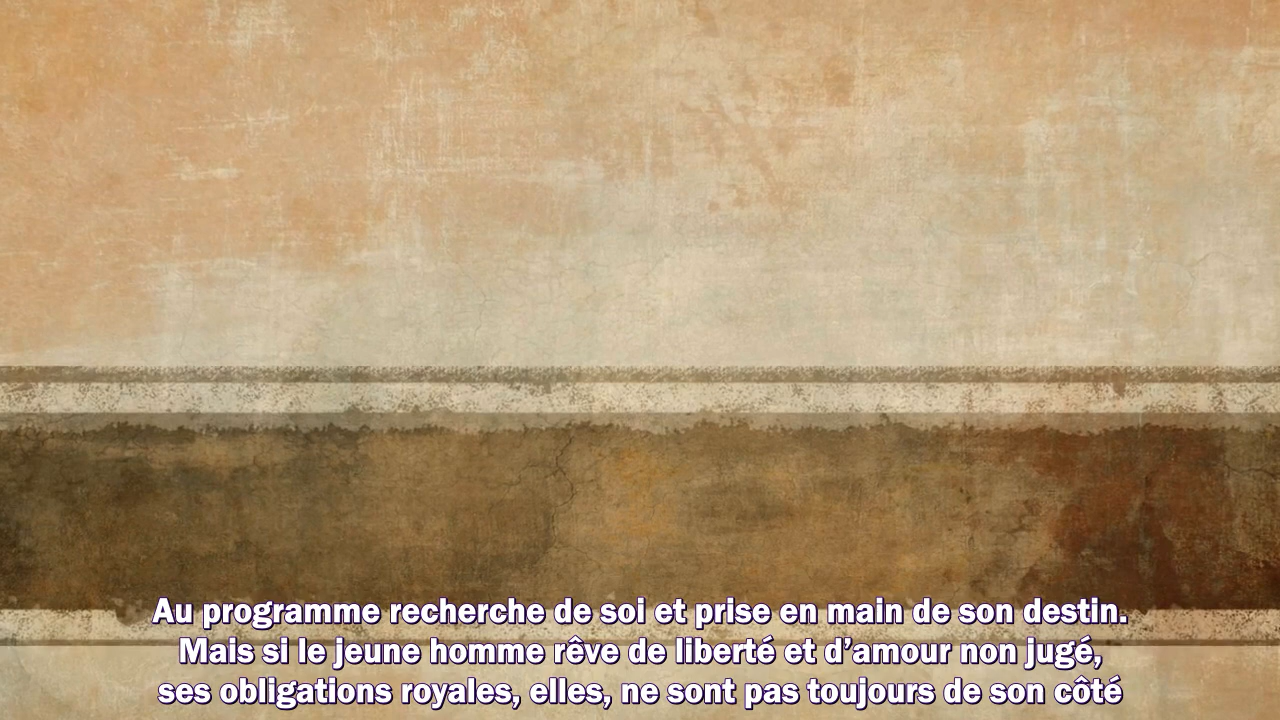 Au programme recherche de soi et prise en main de son destin.
Mais si le jeune homme rêve de liberté et d’amour non jugé,
ses obligations royales, elles, ne sont pas toujours de son côté